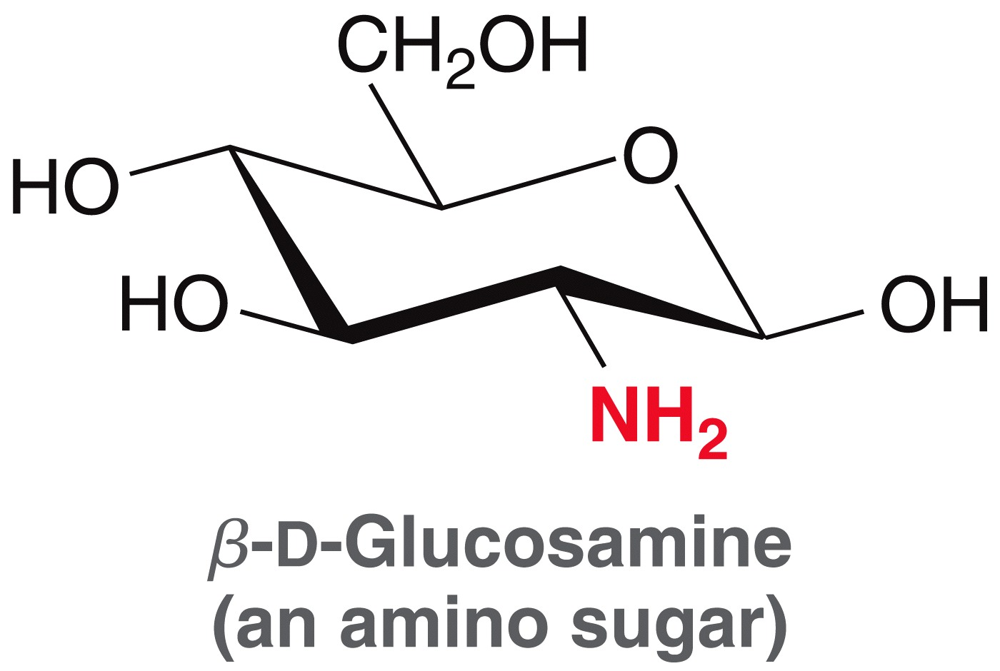 CH₂OH
O
HO
HO
OH
NH₂
β-D-Glucosamine
(an amino sugar)